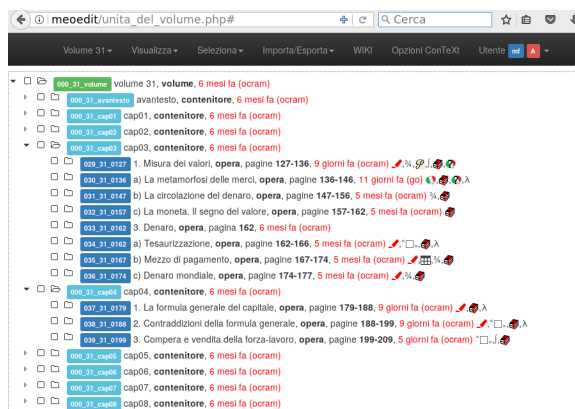 meoedit/unita_del_volume.php# Cerca
Volume 31 Visualizza Seleziona Importa/Esporta WIKI Opzioni ConTeXt Utente mf A
000_31_volume volume 31, volume, 6 mesi fa (ocram)
000_31_avantesto avantesto, contenitore, 6 mesi fa (ocram)
000_31_cap01 cap01, contenitore, 6 mesi fa (ocram)
000_31_cap02 cap02, contenitore, 6 mesi fa (ocram)
000_31_cap03 cap03, contenitore, 6 mesi fa (ocram)
029_31_0127 1. Misura dei valori, opera, pagine 127-136, 9 giorni fa (ocram) ,¾, ,∫, ,
030_31_0136 a) La metamorfosi delle merci, opera, pagine 136-146, 11 giorni fa (go) , , ,λ
031_31_0147 b) La circolazione del denaro, opera, pagine 147-156, 5 mesi fa (ocram) ¾,
032_31_0157 c) La moneta. Il segno del valore, opera, pagine 157-162, 5 mesi fa (ocram)
033_31_0162 3. Denaro, opera, pagina 162, 6 mesi fa (ocram)
034_31_0162 a) Tesaurizzazione, opera, pagine 162-166, 5 mesi fa (ocram) ,"□„, ,λ
035_31_0167 b) Mezzo di pagamento, opera, pagine 167-174, 5 mesi fa (ocram) , ,¾,
036_31_0174 c) Denaro mondiale, opera, pagine 174-177, 5 mesi fa (ocram) ,¾,
000_31_cap04 cap04, contenitore, 6 mesi fa (ocram)
037_31_0179 1. La formula generale del capitale, opera, pagine 179-188, 9 giorni fa (ocram) , ,λ
038_31_0188 2. Contraddizioni della formula generale, opera, pagine 188-199, 9 giorni fa (ocram) ,"□„, ,λ
039_31_0199 3. Compera e vendita della forza-lavoro, opera, pagine 199-209, 5 giorni fa (ocram) "□„,∫,
000_31_cap05 cap05, contenitore, 6 mesi fa (ocram)
000_31_cap06 cap06, contenitore, 6 mesi fa (ocram)
000_31_cap07 cap07, contenitore, 6 mesi fa (ocram)
000_31_cap08 cap08, contenitore, 6 mesi fa (ocram)